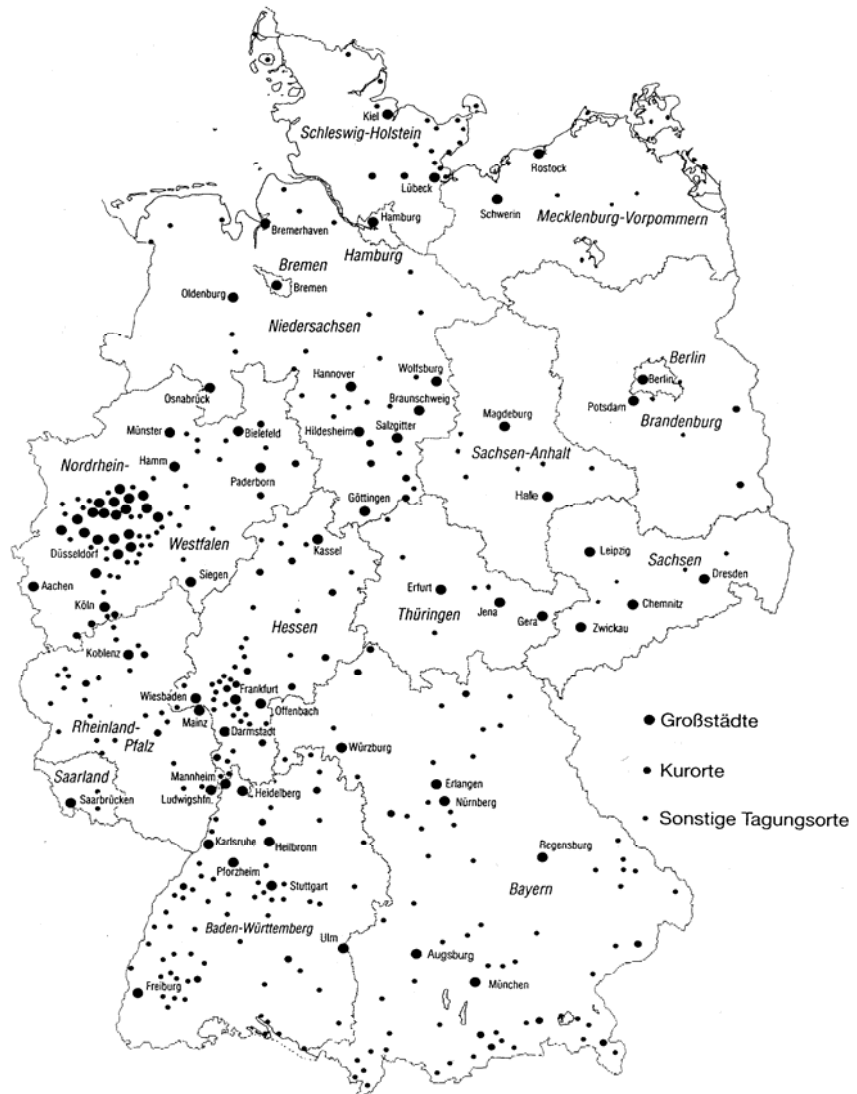 Kiel
Schleswig-Holstein
Lübeck
Rostock
Schwerin
Mecklenburg-Vorpommern
Hamburg
Bremerhaven
Hamburg
Bremen
Bremen
Oldenburg
Niedersachsen
Wolfsburg
Hannover
Braunschweig
Osnabrück
Berlin
Berlin
Potsdam
Brandenburg
Münster
Bielefeld
Hildesheim
Salzgitter
Magdeburg
Nordrhein-
Hamm
Paderborn
Sachsen-Anhalt
Halle
Göttingen
Westfalen
Düsseldorf
Kassel
Leipzig
Sachsen
Dresden
Aachen
Siegen
Erfurt
Jena
Thüringen
Gera
Chemnitz
Zwickau
Köln
Hessen
Koblenz
Wiesbaden
Frankfurt
Offenbach
Mainz
Rheinland-
Pfalz
Darmstadt
Würzburg
Großstädte
Kurorte
Sonstige Tagungsorte
Saarland
Saarbrücken
Mannheim
Ludwigshfn.
Heidelberg
Erlangen
Nürnberg
Karlsruhe
Heilbronn
Pforzheim
Regensburg
Stuttgart
Bayern
Baden-Württemberg
Ulm
Augsburg
Freiburg
München